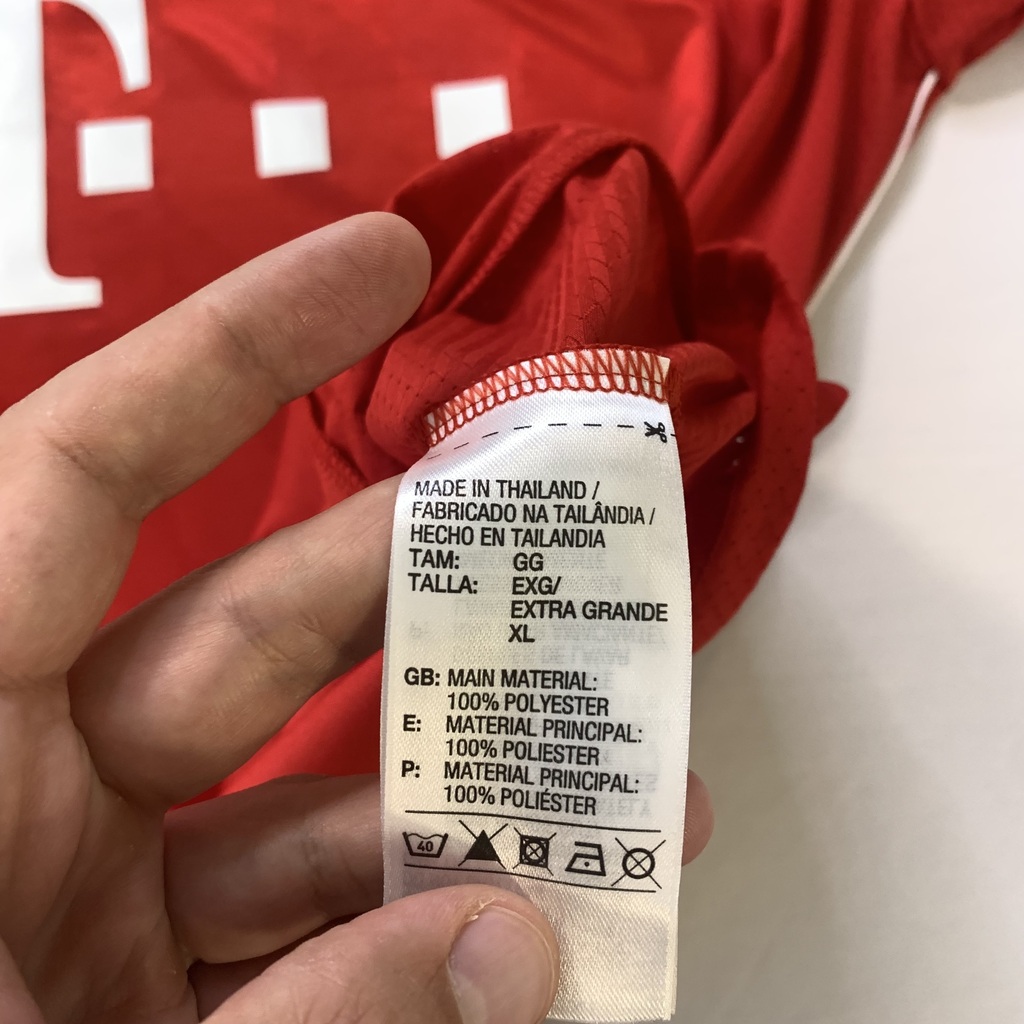 T
MADE IN THAILAND /
FABRICADO NA TAILÂNDIA /
HECHO EN TAILANDIA
TAM: GG
TALLA: EXG/
EXTRA GRANDE
XL
GB: MAIN MATERIAL:
100% POLYESTER
E: MATERIAL PRINCIPAL:
100% POLIESTER
P: MATERIAL PRINCIPAL:
100% POLIÉSTER
40